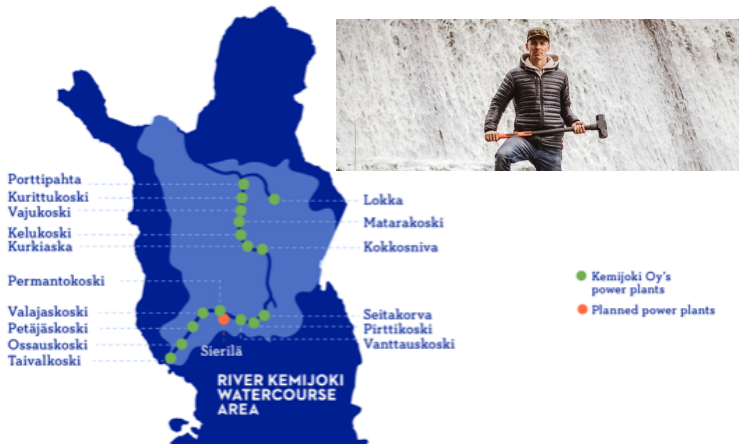 Porttipahta
Kurittukoski
Vajukoski
Kelukoski
Kurkiaska
Permantokoski
Valajaskoski
Petäjäskoski
Ossauskoski
Taivalkoski
Lokka
Matarakoski
Kokkosniva
Seitakorva
Pirttikoski
Vanttauskoski
Sierilä
RIVER KEMIJOKI
WATERCOURSE
AREA
Kemijoki Oy's
power plants
Planned power plants